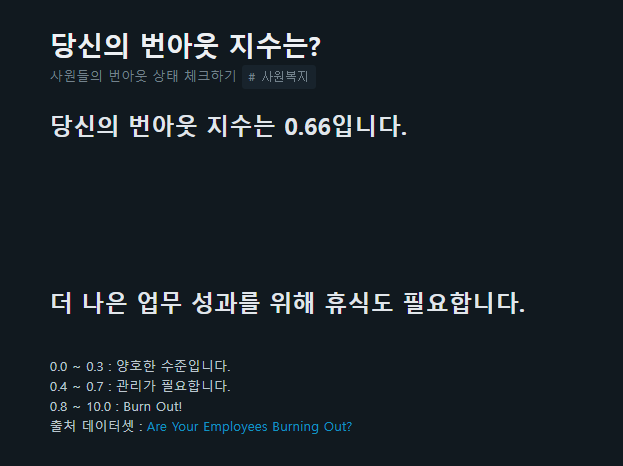 당신의 번아웃 지수는?
사원들의 번아웃 상태 체크하기 # 사원복지
당신의 번아웃 지수는 0.66입니다.
더 나은 업무 성과를 위해 휴식도 필요합니다.
0.0 ~ 0.3 : 양호한 수준입니다.
0.4 ~ 0.7 : 관리가 필요합니다.
0.8 ~ 10.0 : Burn Out!
출처 데이터셋 : Are Your Employees Burning Out?